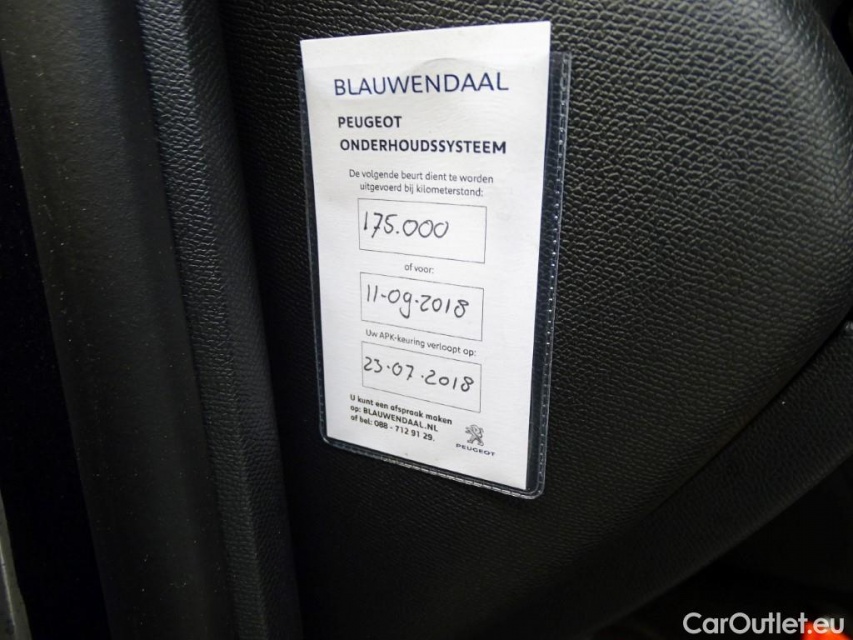 BLAUWENDAAL
PEUGEOT
ONDERHOUDSSYSTEEM
De volgende beurt dient te worden
uitgevoerd bij kilometerstand:
175.000
of voor:
11-09-2018
Uw APK-keuring verloopt op:
23-07-2018
U kunt een afspraak maken
op: BLAUWENDAAL.NL
of bel: 088 - 712 91 29.
PEUGEOT
CarOutlet.eu